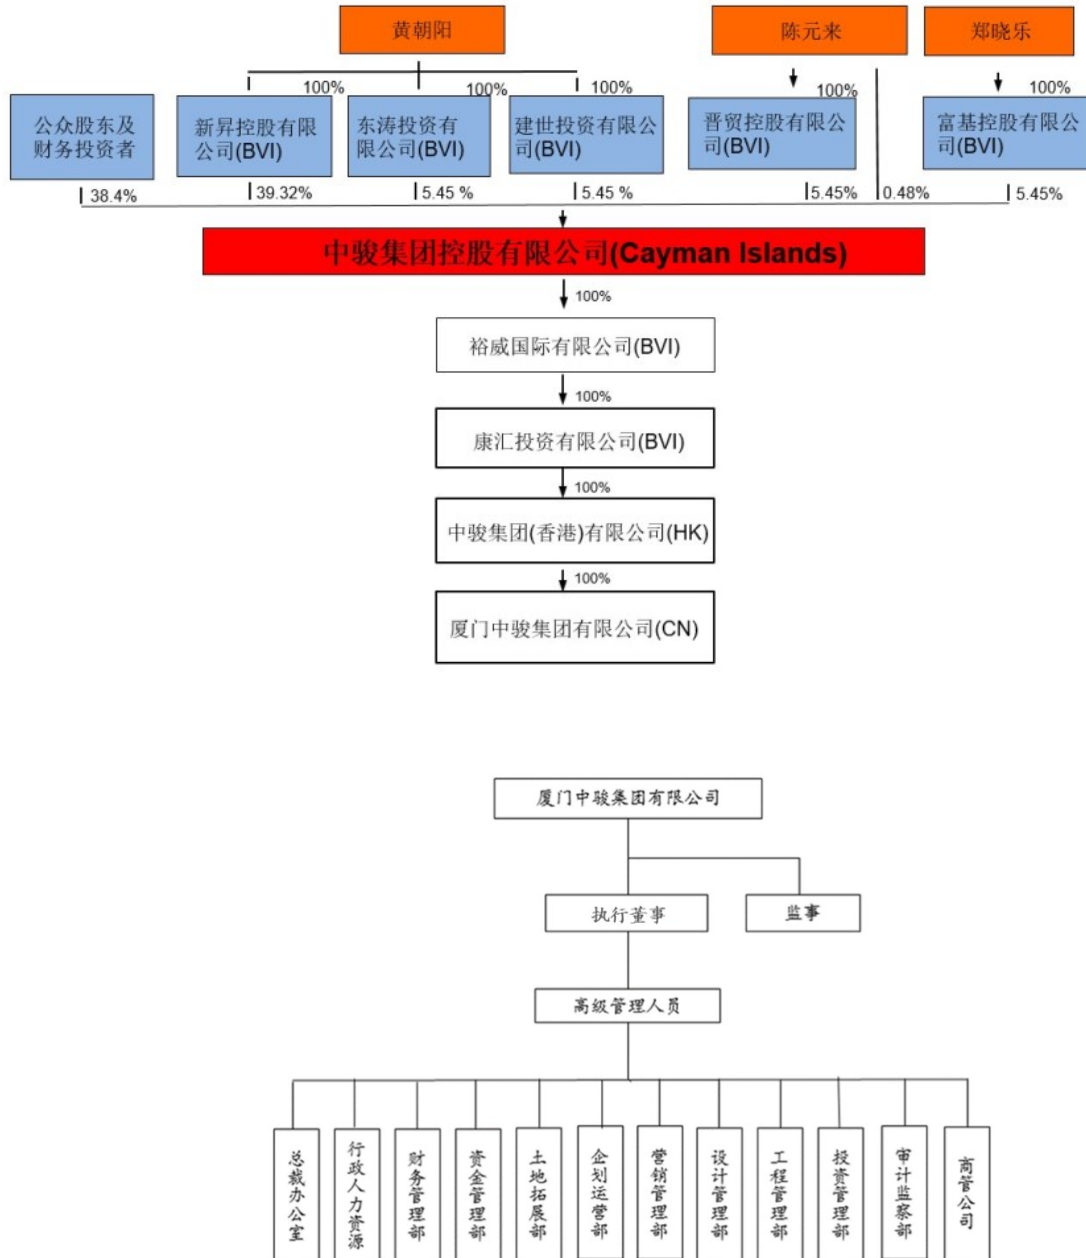 黄朝阳
陈元来
郑晓乐
100%
100%
100%
100%
100%
公众股东及
财务投资者
新昇控股有限
公司(BVI)
东涛投资有
限公司(BVI)
建世投资有限公
司(BVI)
晋贸控股有限公
司(BVI)
富基控股有限公
司(BVI)
38.4%
39.32%
5.45 %
5.45 %
5.45%
0.48%
5.45%
中骏集团控股有限公司(Cayman Islands)
100%
裕威国际有限公司(BVI)
100%
康汇投资有限公司(BVI)
100%
中骏集团(香港)有限公司(HK)
100%
厦门中骏集团有限公司(CN)
厦门中骏集团有限公司
执行董事
监事
高级管理人员
总裁办公室
行政人力资源
财务管理部
资金管理部
土地拓展部
企划运营部
营销管理部
设计管理部
工程管理部
投资管理部
审计监察部
商管公司